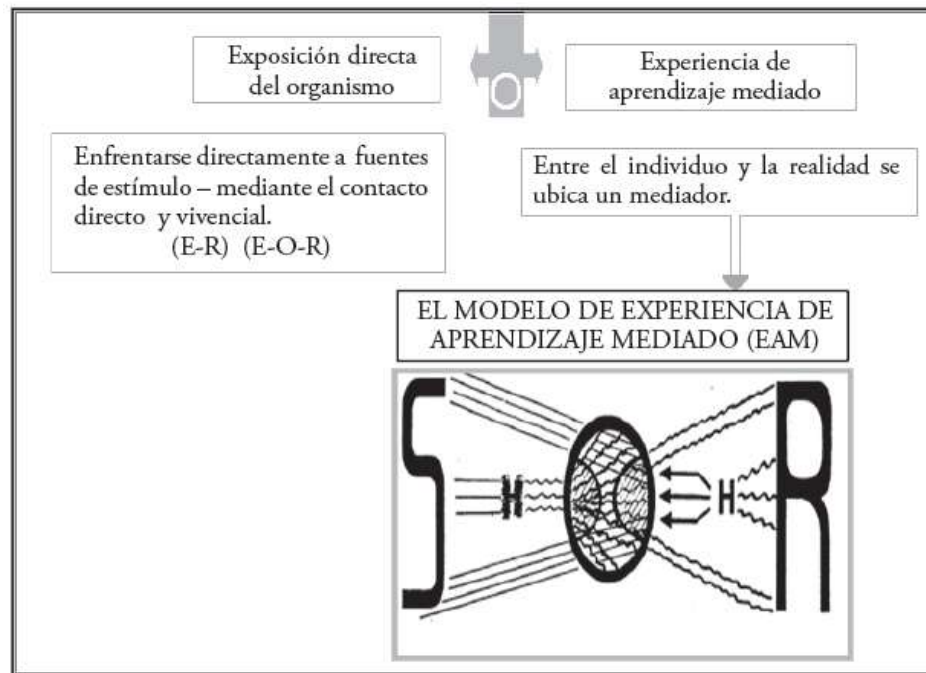 Exposición directa
del organismo
O
Experiencia de
aprendizaje mediado
Enfrentarse directamente a fuentes
de estímulo – mediante el contacto
directo y vivencial.
(E-R) (E-O-R)
Entre el individuo y la realidad se
ubica un mediador.
EL MODELO DE EXPERIENCIA DE
APRENDIZAJE MEDIADO (EAM)
S H H R